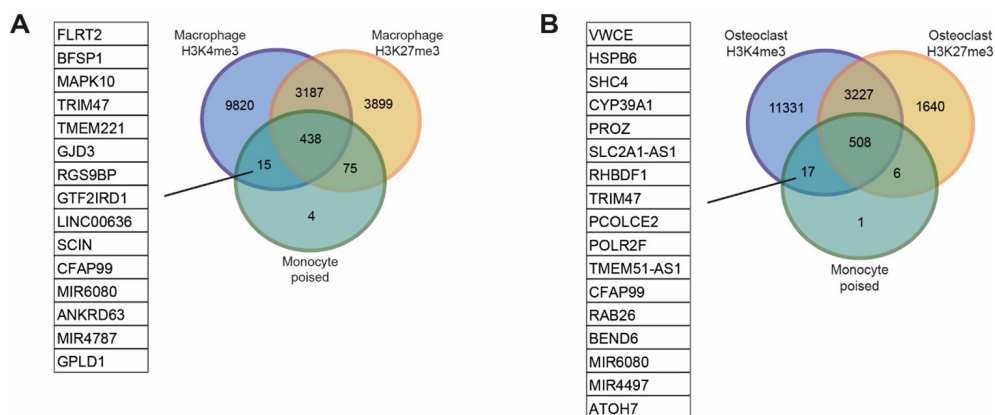 A
FLRT2
BFSP1
MAPK10
TRIM47
TMEM221
GJD3
RGS9BP
GTF2IRD1
LINC00636
SCIN
CFAP99
MIR6080
ANKRD63
MIR4787
GPLD1
Macrophage
H3K4me3
Macrophage
H3K27me3
9820
3187
3899
438
15
75
4
Monocyte
poised
B
VWCE
HSPB6
SHC4
CYP39A1
PROZ
SLC2A1-AS1
RHBDF1
TRIM47
PCOLCE2
POLR2F
TMEM51-AS1
CFAP99
RAB26
BEND6
MIR6080
MIR4497
ATOH7
Osteoclast
H3K4me3
Osteoclast
H3K27me3
11331
3227
1640
508
17
6
1
Monocyte
poised